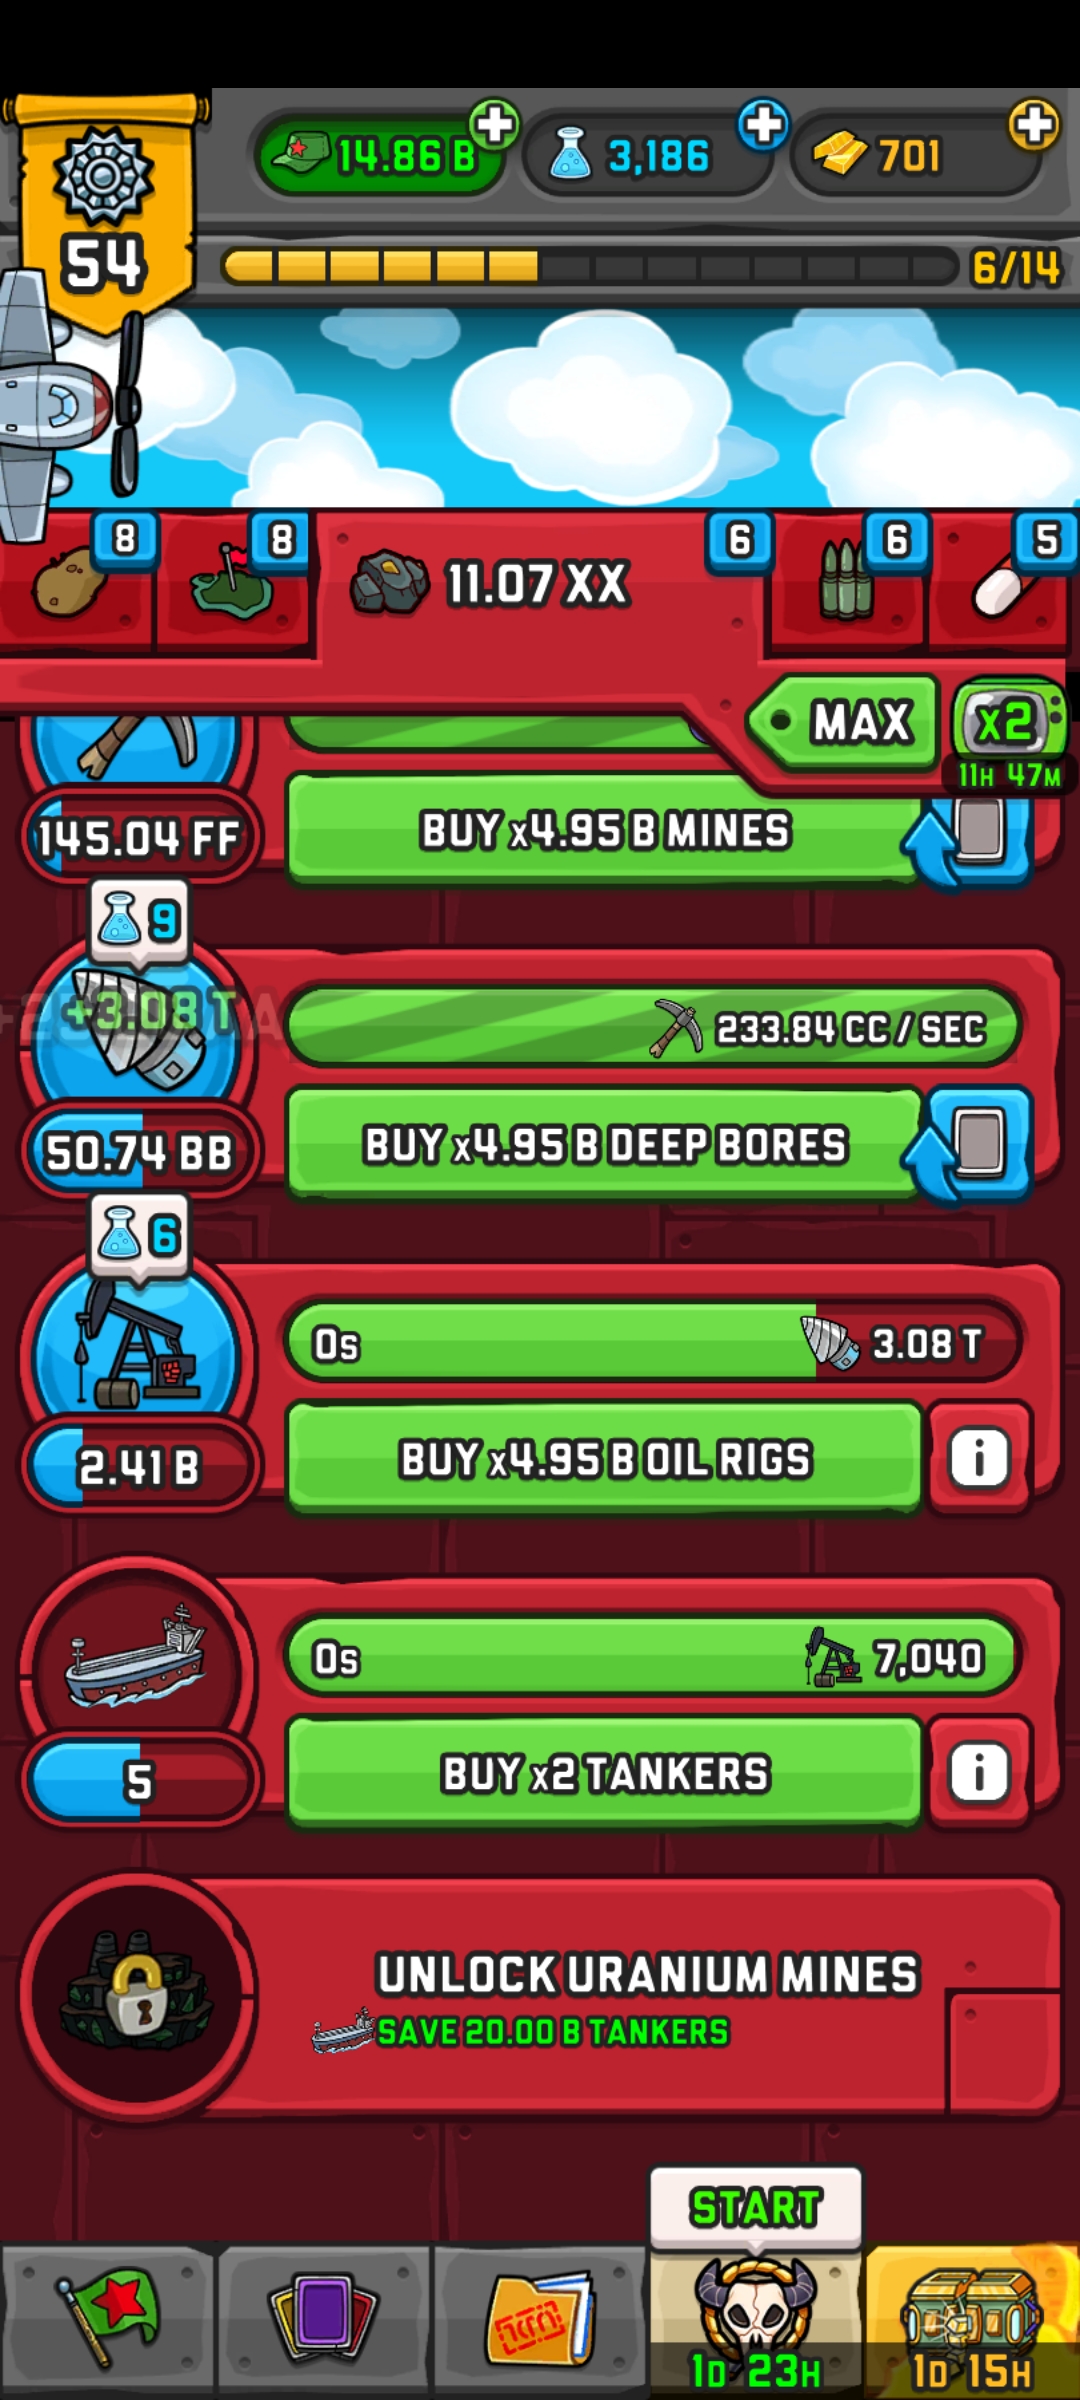 14.86 B
3,186
701
54
6/14
8
8
11.07 XX
6
6
5
MAX
x2
11H 47M
145.04 FF
BUY x4.95 B MINES
9
+3.08 T
233.84 CC / SEC
50.74 BB
BUY x4.95 B DEEP BORES
6
0s
3.08 T
2.41 B
BUY x4.95 B OIL RIGS
i
0s
7,040
5
BUY x2 TANKERS
i
UNLOCK URANIUM MINES
SAVE 20.00 B TANKERS
START
1D 23H
1D 15H